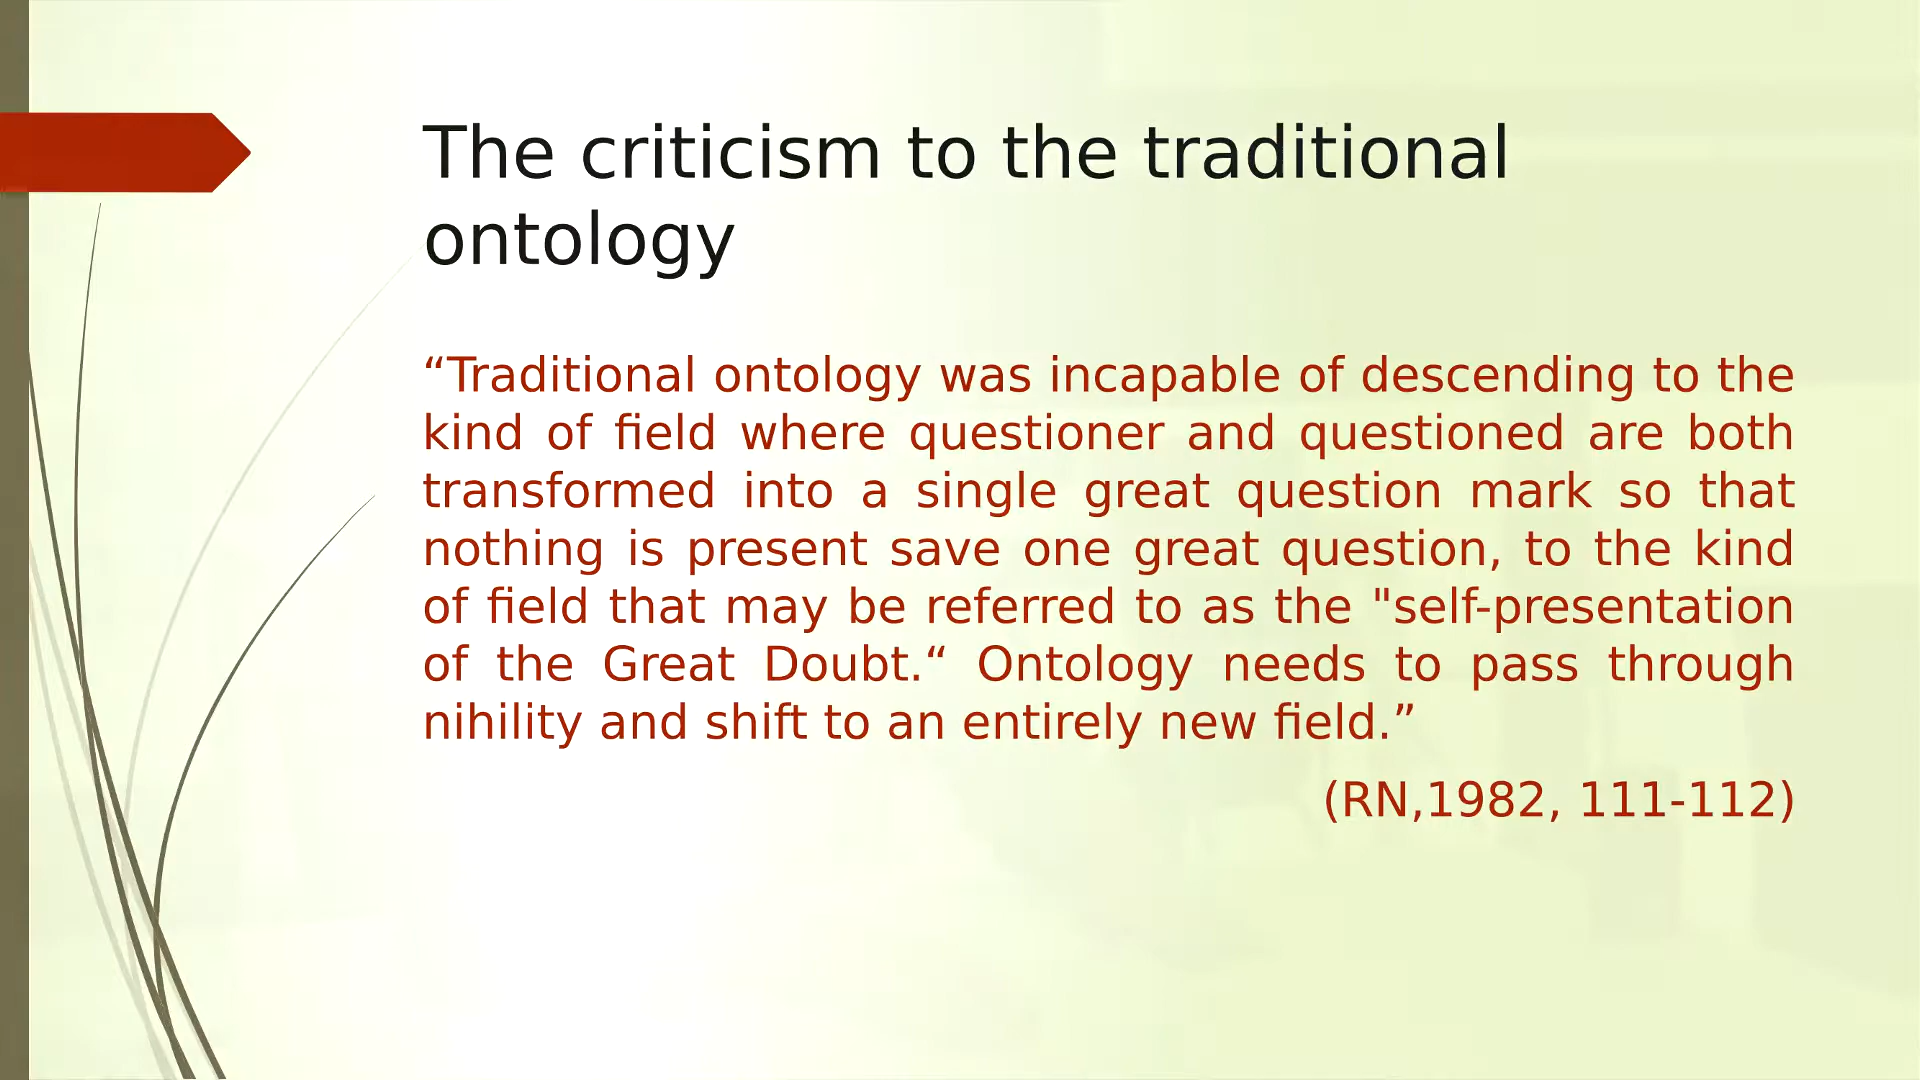 The criticism to the traditional
ontology
“Traditional ontology was incapable of descending to the
kind of field where questioner and questioned are both
transformed into a single great question mark so that
nothing is present save one great question, to the kind
of field that may be referred to as the "self-presentation
of the Great Doubt.“ Ontology needs to pass through
nihility and shift to an entirely new field.”
(RN,1982, 111-112)